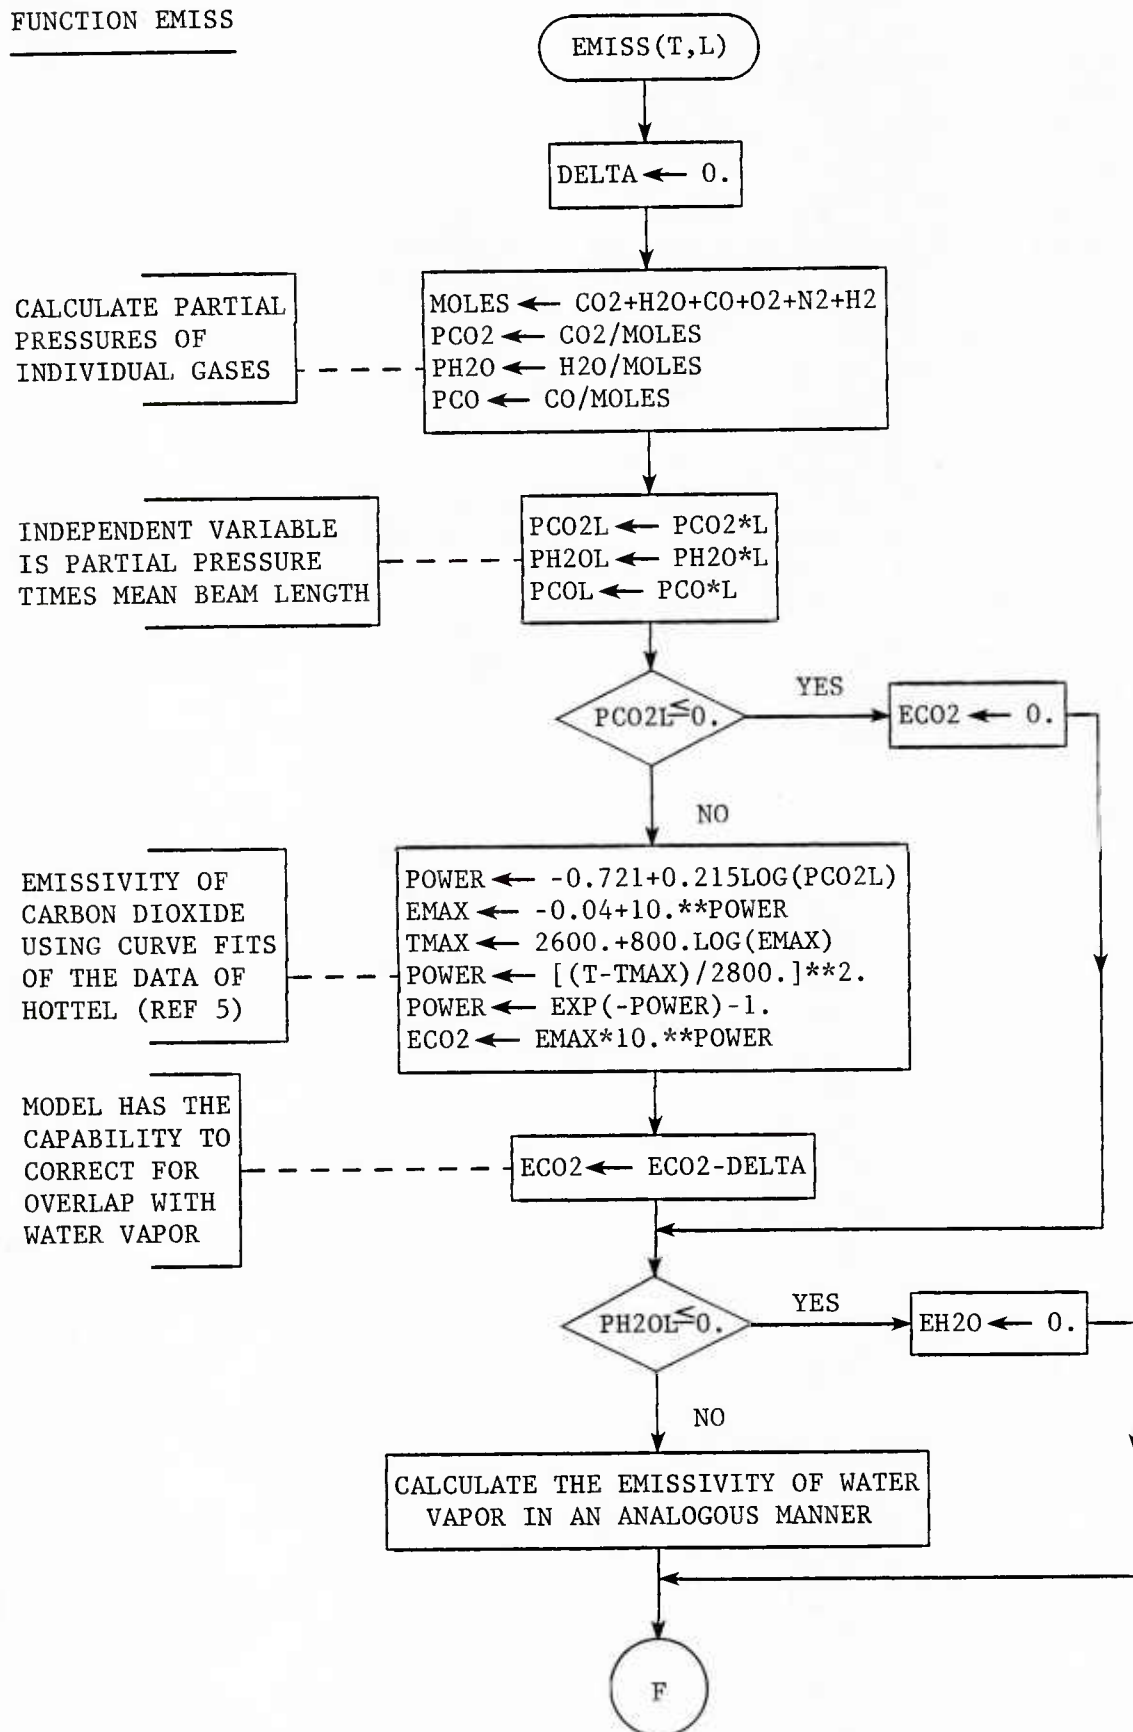 FUNCTION EMISS
EMISS(T,L)
DELTA ← 0.
CALCULATE PARTIAL
PRESSURES OF
INDIVIDUAL GASES
MOLES ← CO2+H2O+CO+O2+N2+H2
PCO2 ← CO2/MOLES
PH2O ← H2O/MOLES
PCO ← CO/MOLES
INDEPENDENT VARIABLE
IS PARTIAL PRESSURE
TIMES MEAN BEAM LENGTH
PCO2L ← PCO2*L
PH2OL ← PH2O*L
PCOL ← PCO*L
PCO2L≤0.
YES
ECO2 ← 0.
NO
EMISSIVITY OF
CARBON DIOXIDE
USING CURVE FITS
OF THE DATA OF
HOTTEL (REF 5)
POWER ← -0.721+0.215LOG(PCO2L)
EMAX ← -0.04+10.**POWER
TMAX ← 2600.+800.LOG(EMAX)
POWER ← [(T-TMAX)/2800.]**2.
POWER ← EXP(-POWER)-1.
ECO2 ← EMAX*10.**POWER
MODEL HAS THE
CAPABILITY TO
CORRECT FOR
OVERLAP WITH
WATER VAPOR
ECO2 ← ECO2-DELTA
PH2OL≤0.
YES
EH2O ← 0.
NO
CALCULATE THE EMISSIVITY OF WATER
VAPOR IN AN ANALOGOUS MANNER
F